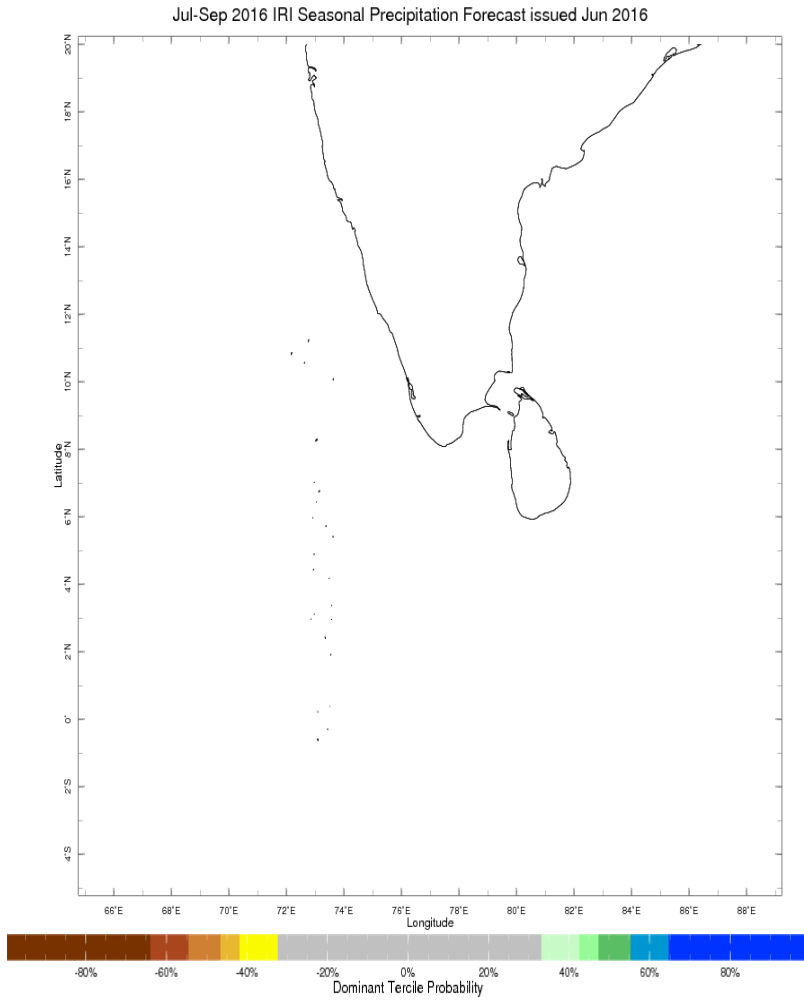 Jul-Sep 2016 IRI Seasonal Precipitation Forecast issued Jun 2016
20°N
18°N
16°N
14°N
12°N
10°N
8°N
6°N
4°N
2°N
0°
2°S
4°S
Latitude
66°E 68°E 70°E 72°E 74°E 76°E 78°E 80°E 82°E 84°E 86°E 88°E
Longitude
-80% -60% -40% -20% 0% 20% 40% 60% 80%
Dominant Tercile Probability